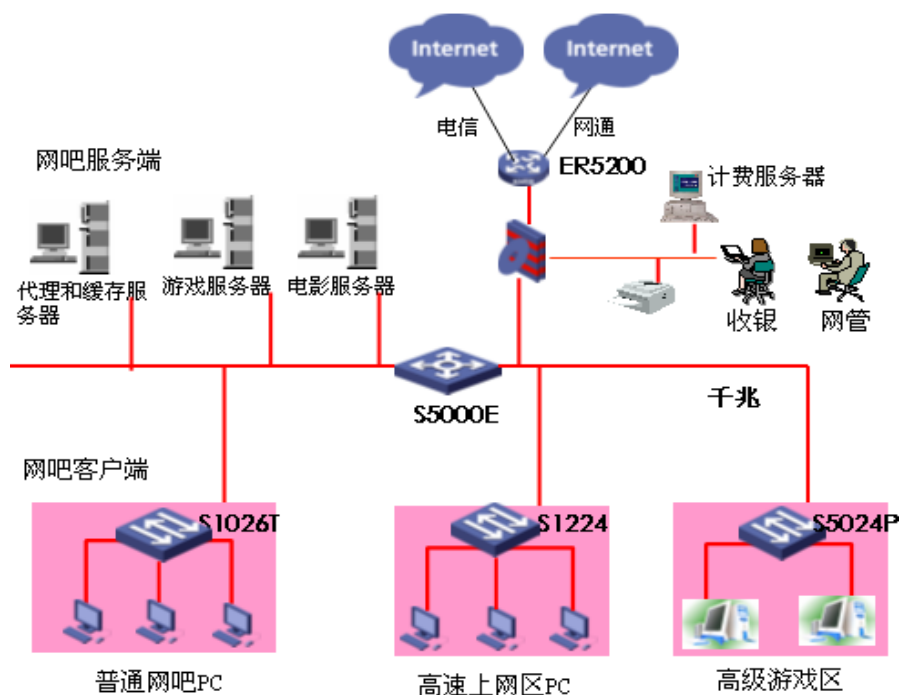 Internet
Internet
电信
网通
网吧服务端
ER5200
计费服务器
代理和缓存服
务器
游戏服务器
电影服务器
收银
网管
S5000E
千兆
网吧客户端
S1026T
S1224
S5024P
普通网吧PC
高速上网区PC
高级游戏区